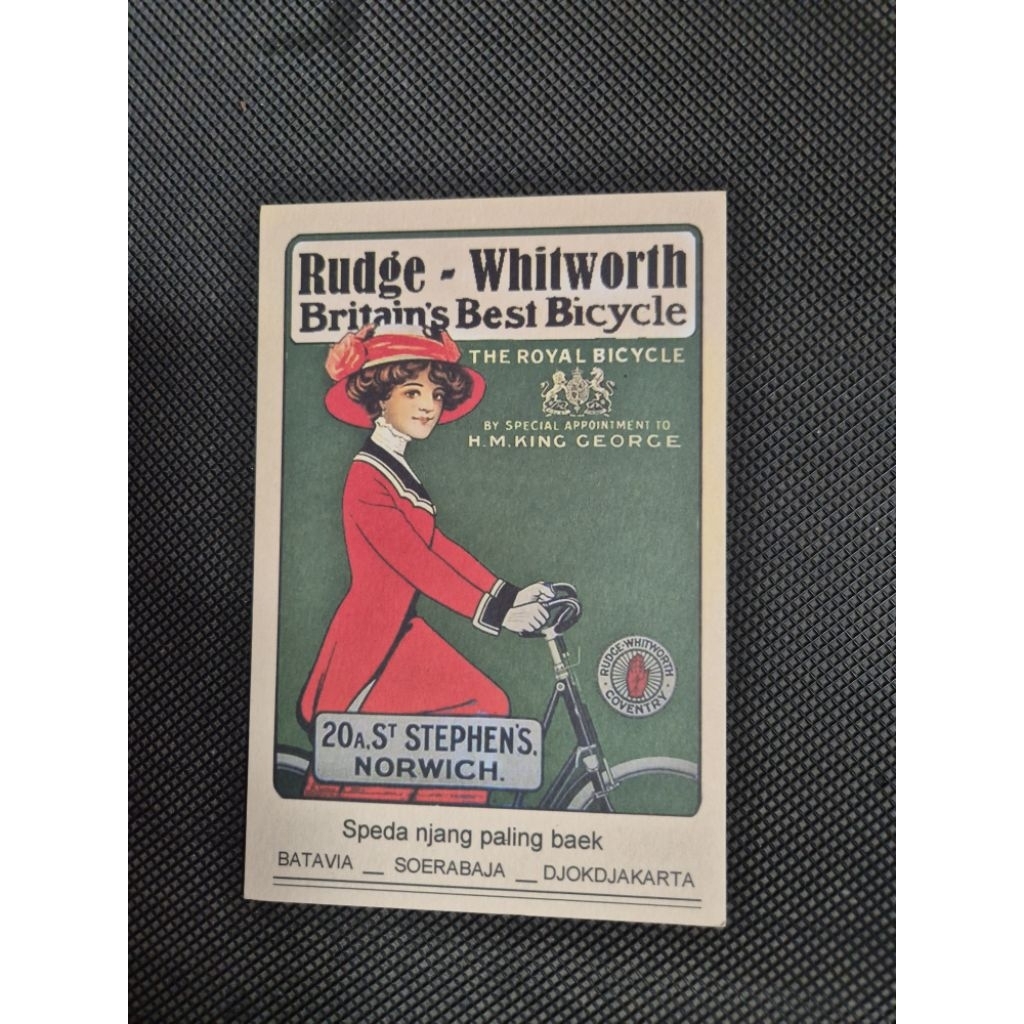 Rudge - Whitworth
Britain's Best Bicycle
THE ROYAL BICYCLE
BY SPECIAL APPOINTMENT TO
H.M. KING GEORGE
RUDGE-WHITWORTH
COVENTRY
20A. ST STEPHEN'S.
NORWICH.
Speda njang paling baek
BATAVIA __ SOERABAJA __ DJOKDJAKARTA